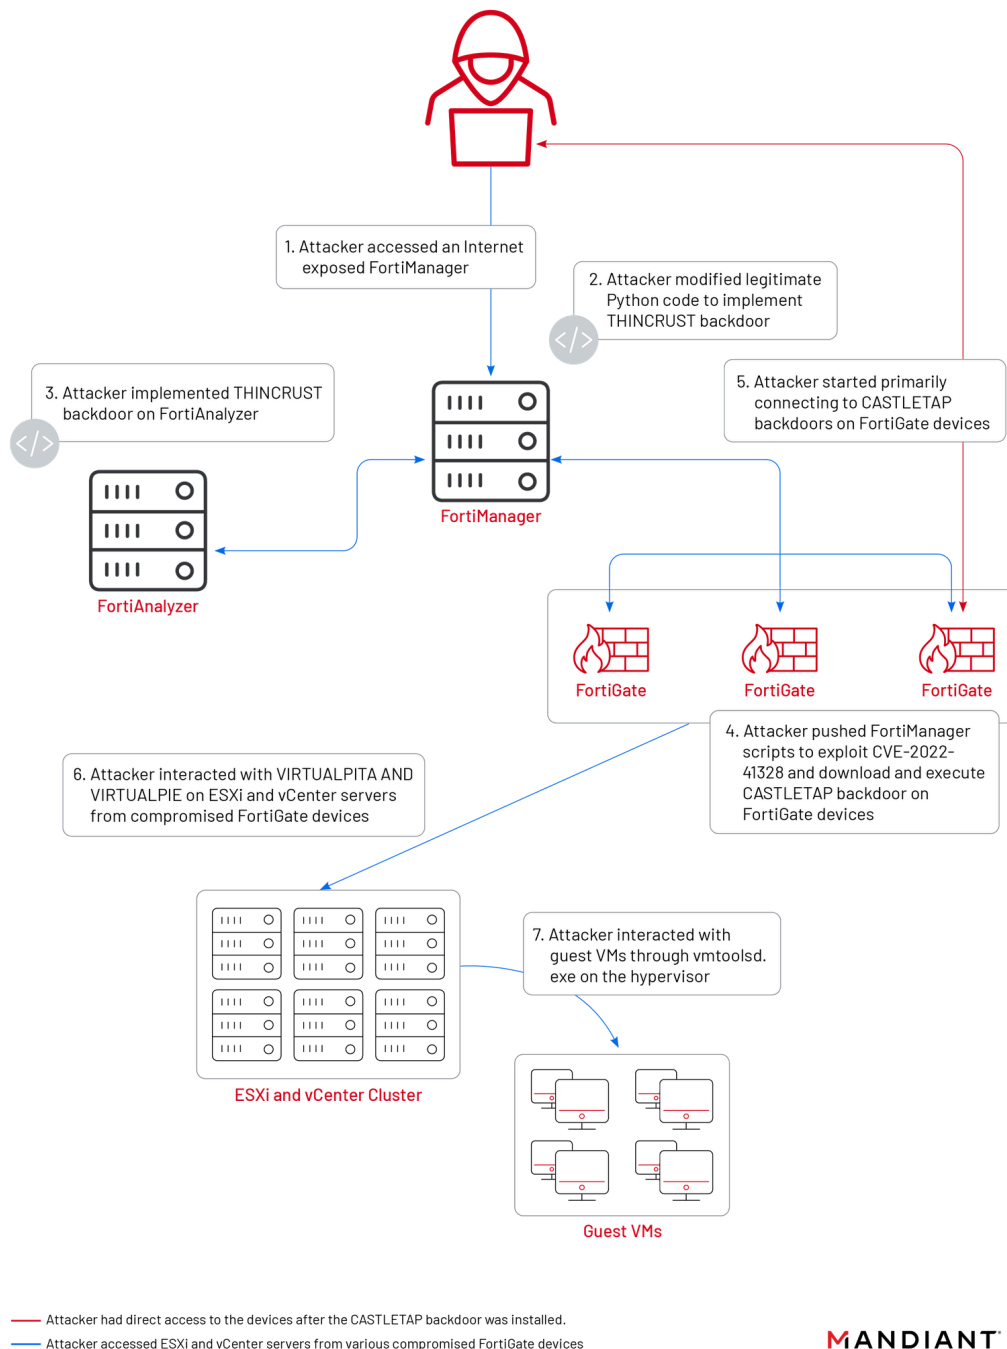 1. Attacker accessed an Internet
exposed FortiManager
2. Attacker modified legitimate
Python code to implement
THINCRUST backdoor
</>
3. Attacker implemented THINCRUST
backdoor on FortiAnalyzer
</>
5. Attacker started primarily
connecting to CASTLETAP
backdoors on FortiGate devices
FortiManager
FortiAnalyzer
FortiGate
FortiGate
FortiGate
4. Attacker pushed FortiManager
scripts to exploit CVE-2022-
41328 and download and execute
CASTLETAP backdoor on
FortiGate devices
6. Attacker interacted with VIRTUALPITA AND
VIRTUALPIE on ESXi and vCenter servers
from compromised FortiGate devices
7. Attacker interacted with
guest VMs through vmtoolsd.
exe on the hypervisor
ESXi and vCenter Cluster
Guest VMs
Attacker had direct access to the devices after the CASTLETAP backdoor was installed.
Attacker accessed ESXi and vCenter servers from various compromised FortiGate devices
MANDIANT